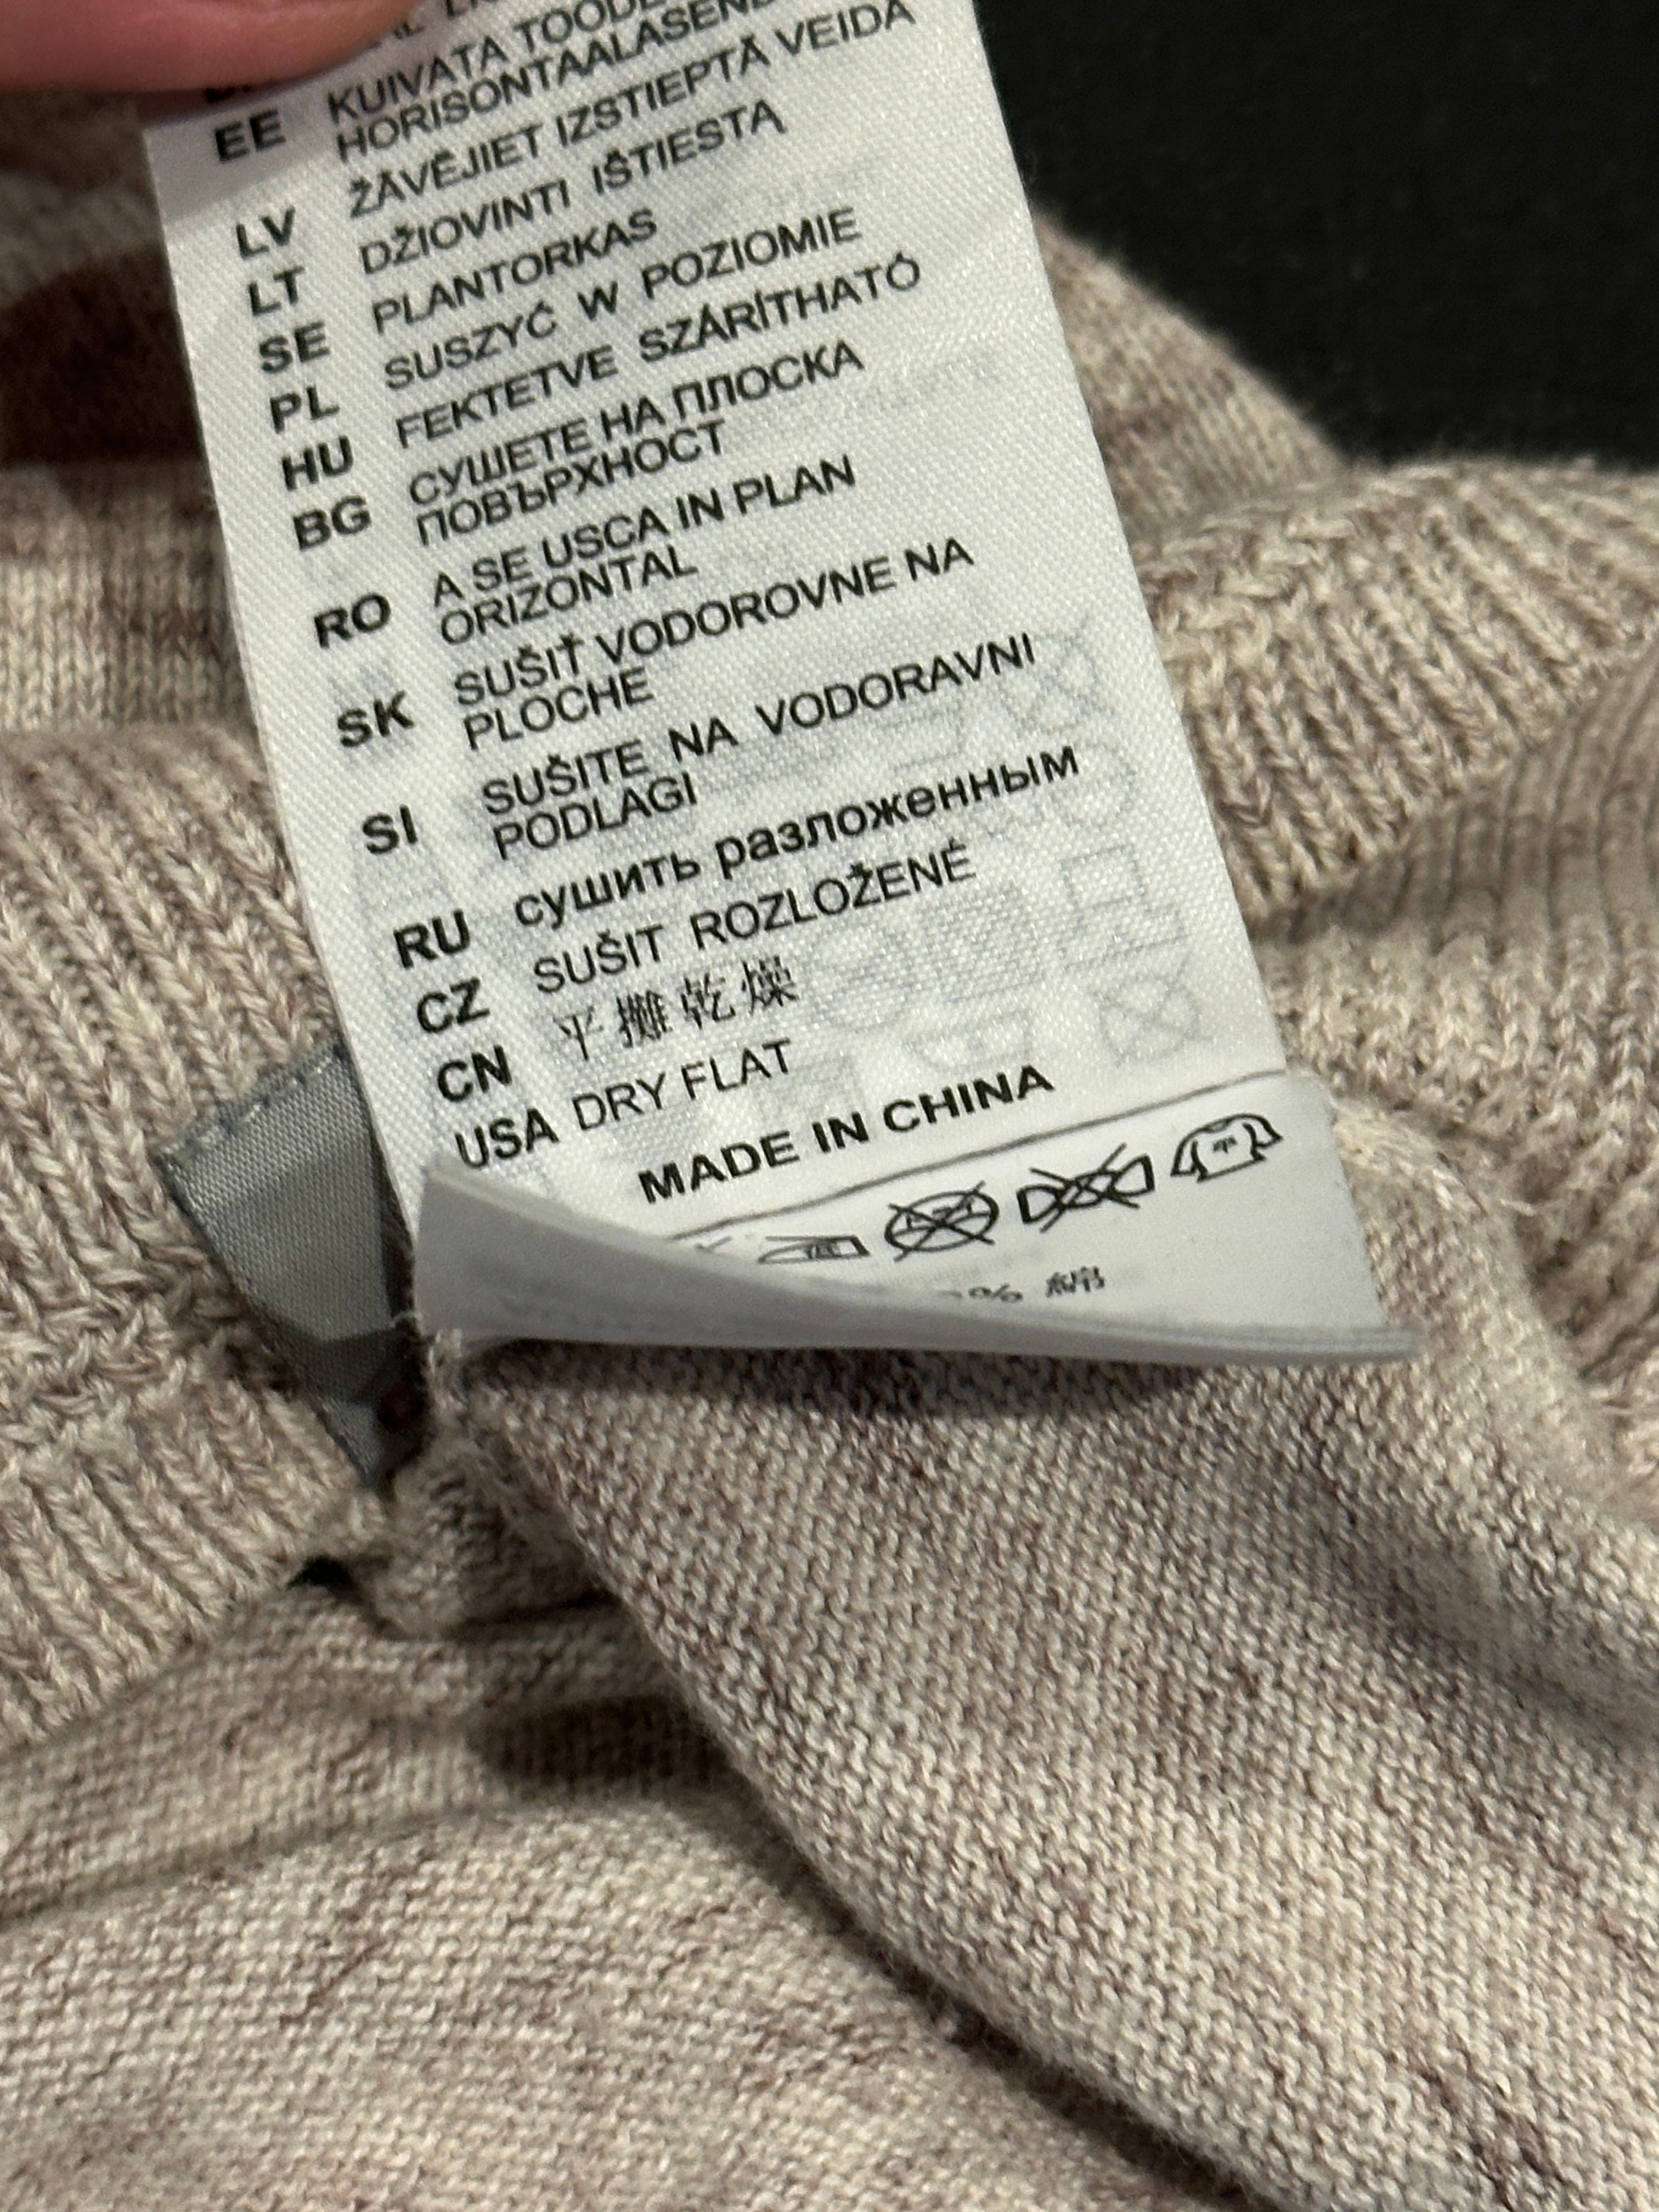 EE KUIVATA
HORISONTAALASEND
LV ŽĀVĒJIET IZSTIEPTĀ VEIDĀ
LT DŽIOVINTI IŠTIESTĄ
SE PLANTORKAS
PL SUSZYĆ W POZIOMIE
HU FEKTETVE SZÁRÍTHATÓ
BG СУШЕТЕ НА ПЛОСКА
ПОВЪРХНОСТ
RO A SE USCA IN PLAN
ORIZONTAL
SK SUŠIŤ VODOROVNE NA
PLOCHE
SI SUŠITE NA VODORAVNI
PODLAGI
RU сушить разложенным
CZ SUŠIT ROZLOŽENÉ
CN 平攤乾燥
USA DRY FLAT
MADE IN CHINA
% 綿